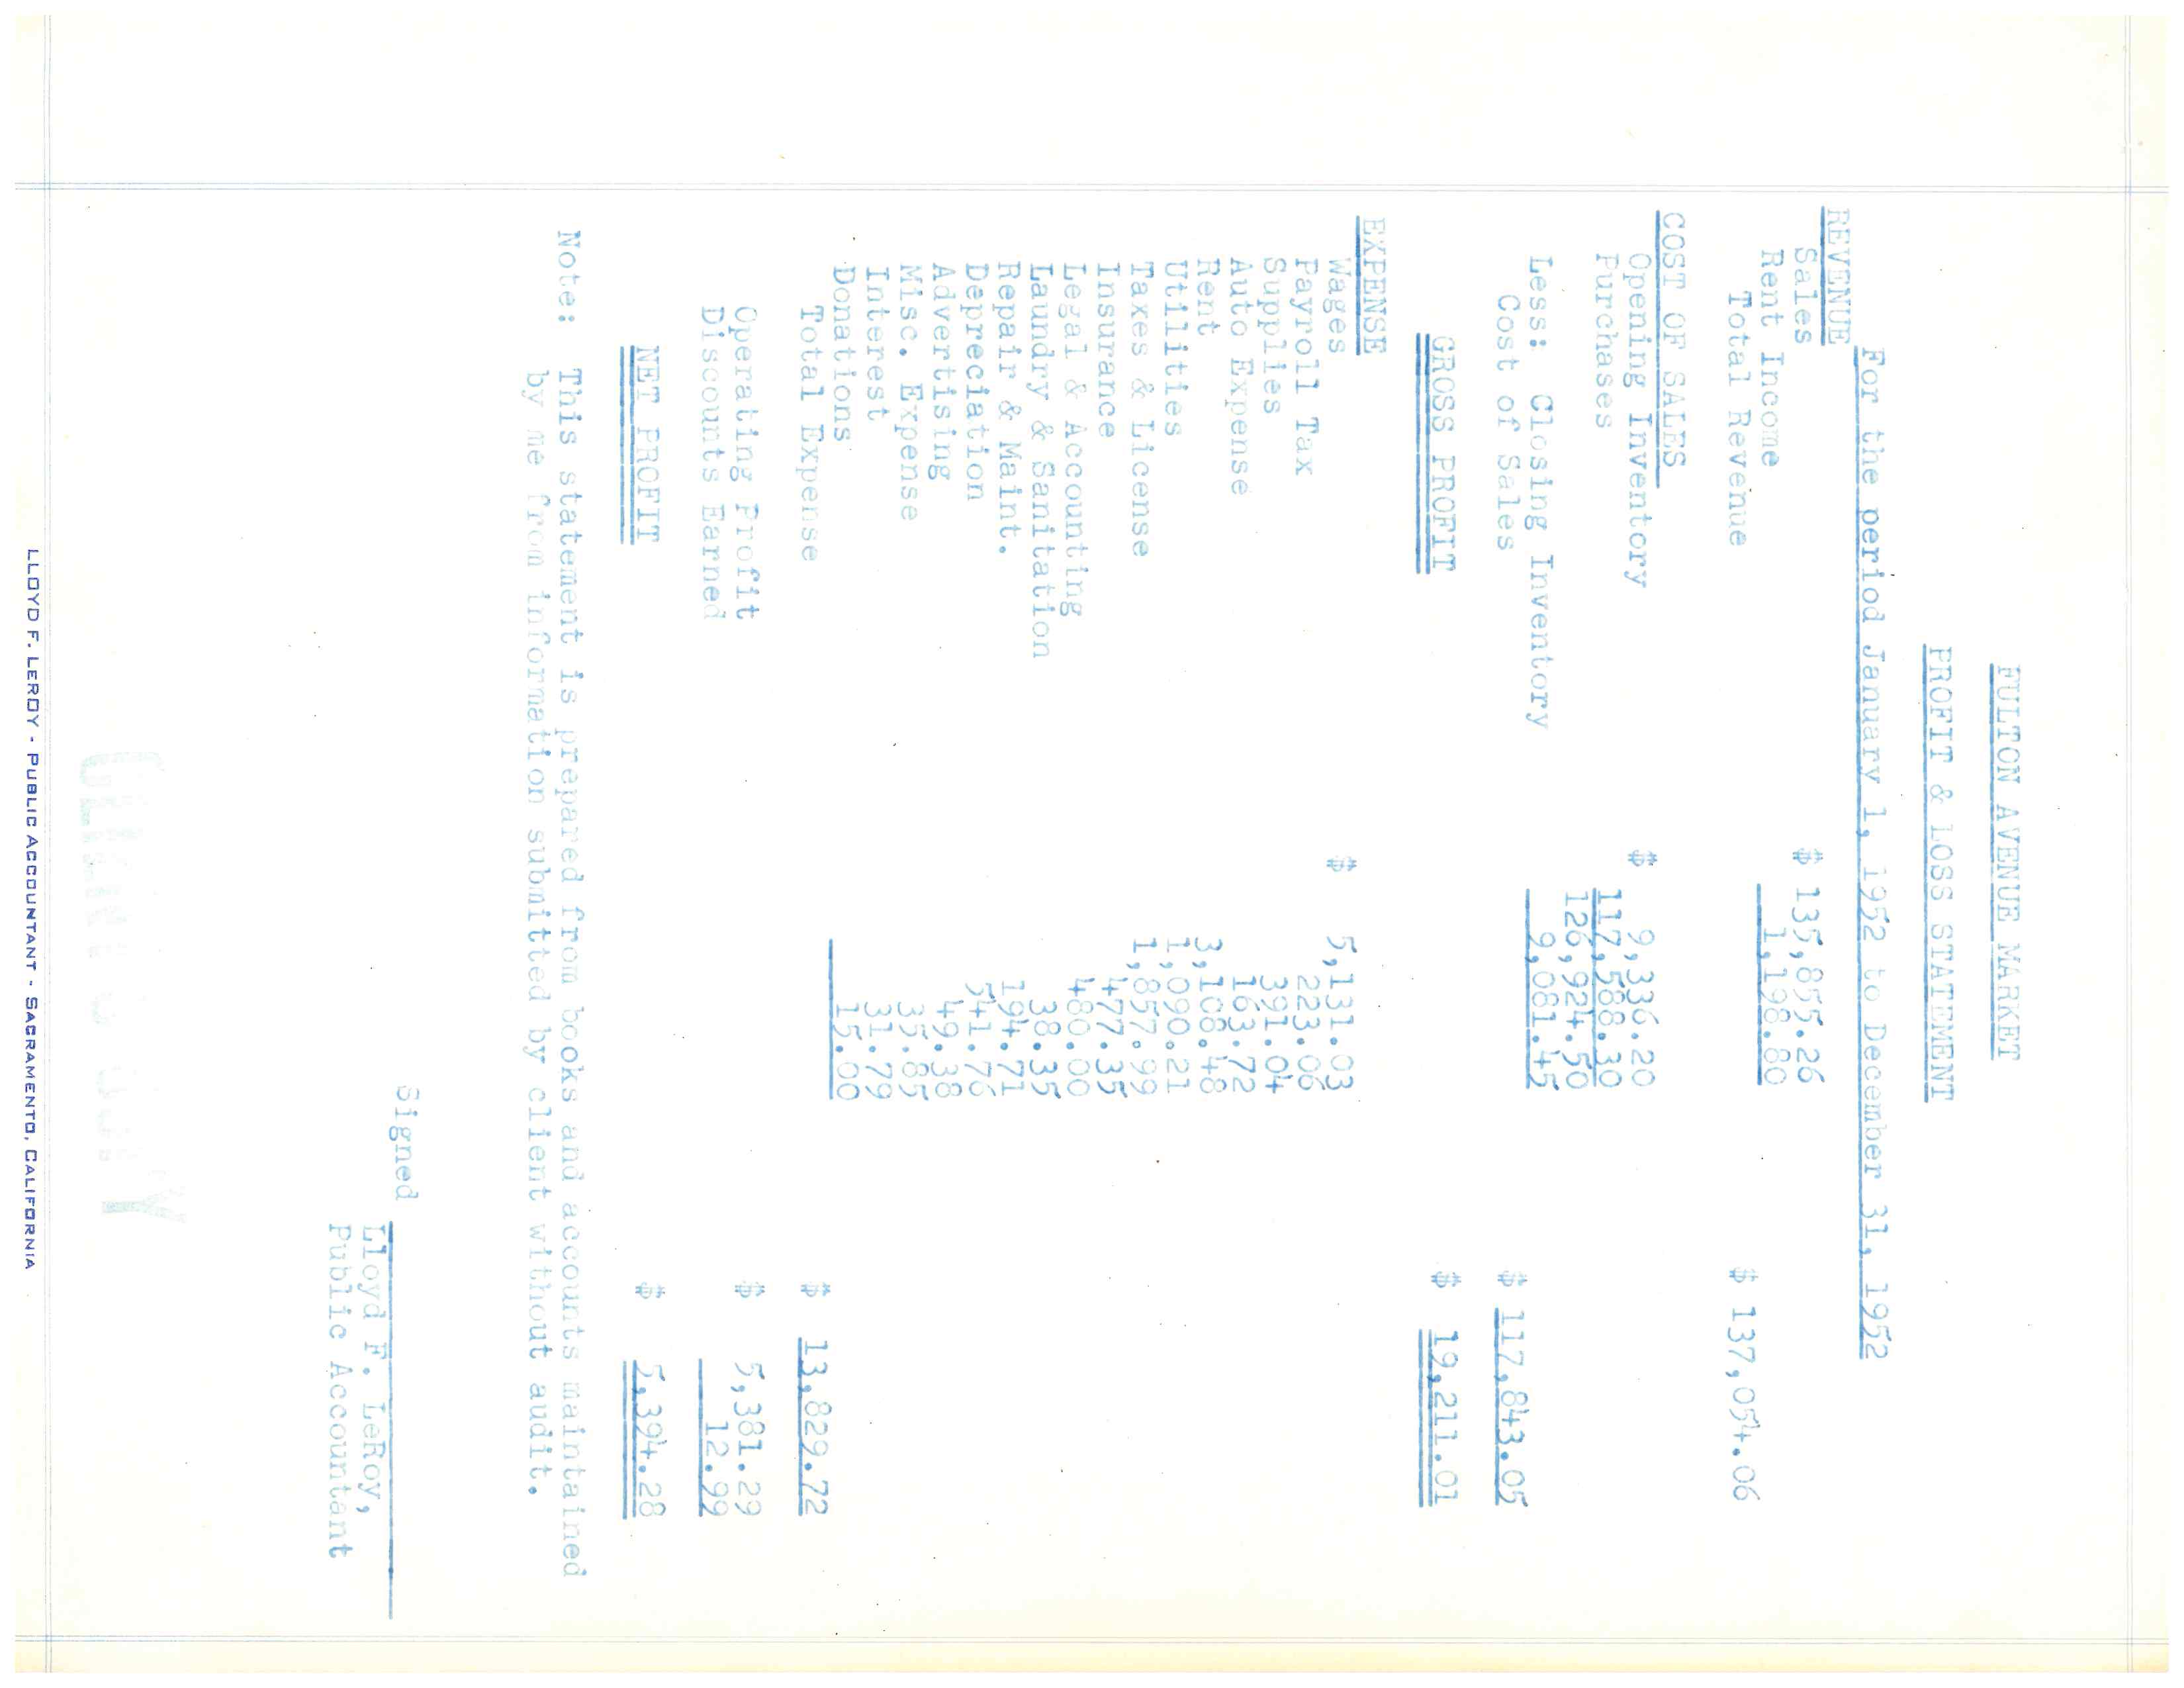 FULTON AVENUE MARKET
PROFIT & LOSS STATEMENT
For the period January 1, 1952 to December 31, 1952
REVENUE
Sales $ 135,855.26
Rent Income 1,198.80
Total Revenue $ 137,054.06
COST OF SALES
Opening Inventory $ 9,336.20
Purchases 117,588.30
126,924.50
Less: Closing Inventory 9,081.45
Cost of Sales $ 117,843.05
GROSS PROFIT $ 19,211.01
EXPENSE
Wages $ 5,131.03
Payroll Tax 223.06
Supplies 391.04
Auto Expense 163.72
Rent 3,108.48
Utilities 1,090.21
Taxes & License 1,857.99
Insurance 477.35
Legal & Accounting 480.00
Laundry & Sanitation 38.35
Repair & Maint. 194.71
Depreciation 541.76
Advertising 49.38
Misc. Expense 35.85
Interest 31.79
Donations 15.00
Total Expense $ 13,829.72
Operating Profit $ 5,381.29
Discounts Earned 12.99
NET PROFIT $ 5,394.28
Note: This statement is prepared from books and accounts maintained
by me from information submitted by client without audit.
Signed
Lloyd F. LeRoy,
Public Accountant
CLIENT'S COPY
LLOYD F. LEROY - PUBLIC ACCOUNTANT - SACRAMENTO, CALIFORNIA